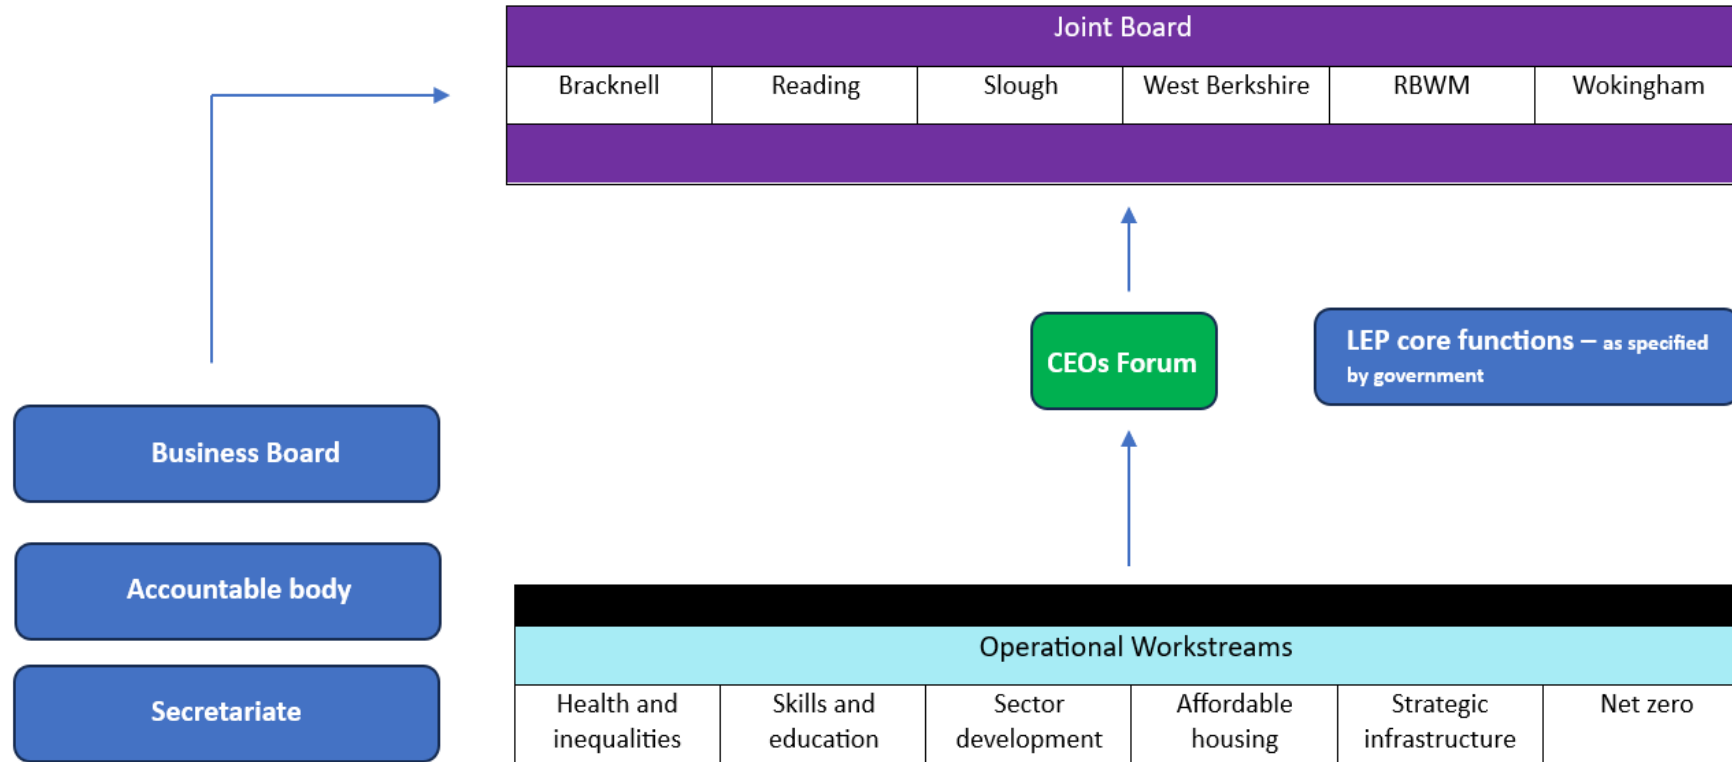 Joint Board
Bracknell
Reading
Slough
West Berkshire
RBWM
Wokingham
CEOs Forum
LEP core functions – as specified
by government
Business Board
Accountable body
Secretariate
Operational Workstreams
Health and
inequalities
Skills and
education
Sector
development
Affordable
housing
Strategic
infrastructure
Net zero